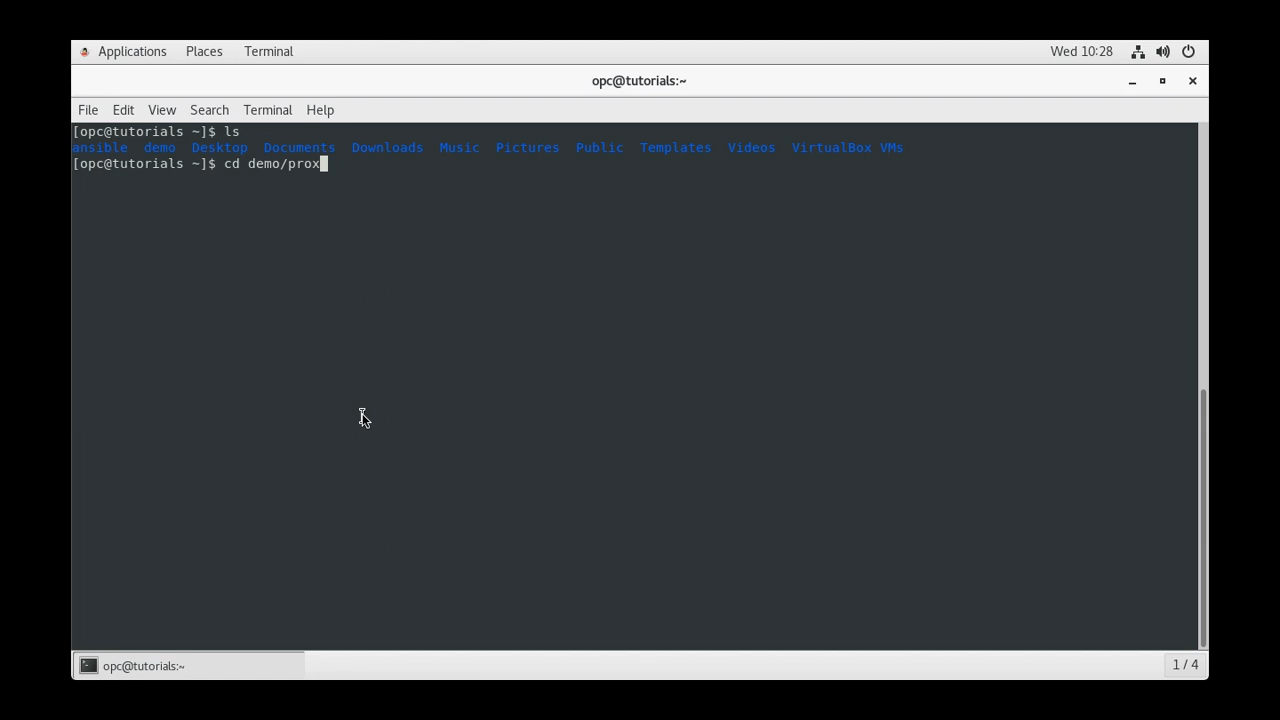 Applications Places Terminal Wed 10:28
opc@tutorials:~
File Edit View Search Terminal Help
[opc@tutorials ~]$ ls
ansible demo Desktop Documents Downloads Music Pictures Public Templates Videos VirtualBox VMs
[opc@tutorials ~]$ cd demo/prox
opc@tutorials:~ 1 / 4